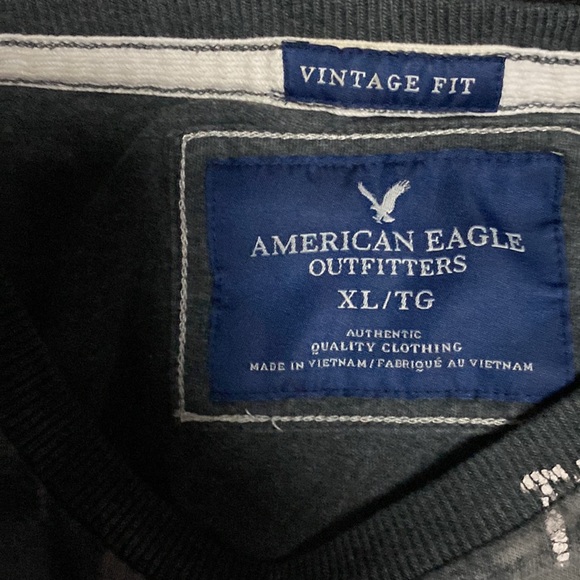 VINTAGE FIT
AMERICAN EAGLE
OUTFITTERS
XL/TG
AUTHENTIC
QUALITY CLOTHING
MADE IN VIETNAM/FABRIQUÉ AU VIETNAM